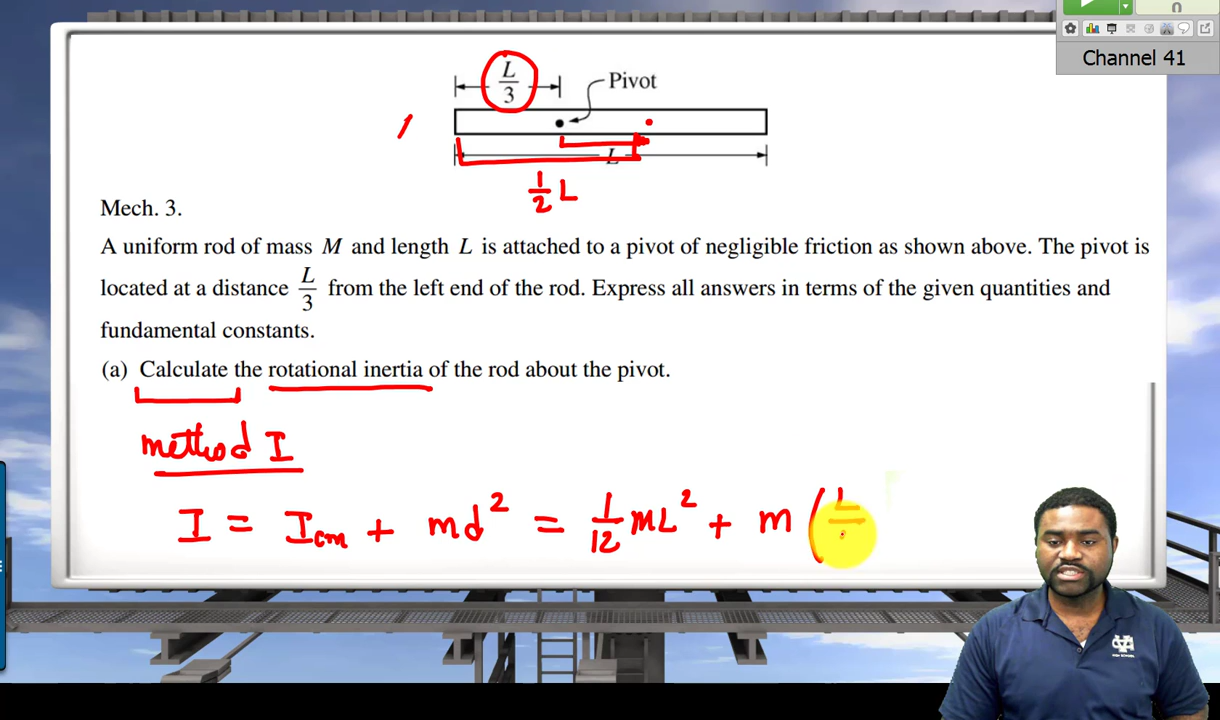 0
Channel 41
L
3
Pivot
L
1/2 L
Mech. 3.
A uniform rod of mass M and length L is attached to a pivot of negligible friction as shown above. The pivot is
located at a distance L/3 from the left end of the rod. Express all answers in terms of the given quantities and
fundamental constants.
(a) Calculate the rotational inertia of the rod about the pivot.
method I
I = Icm + md² = 1/12 mL² + m (L